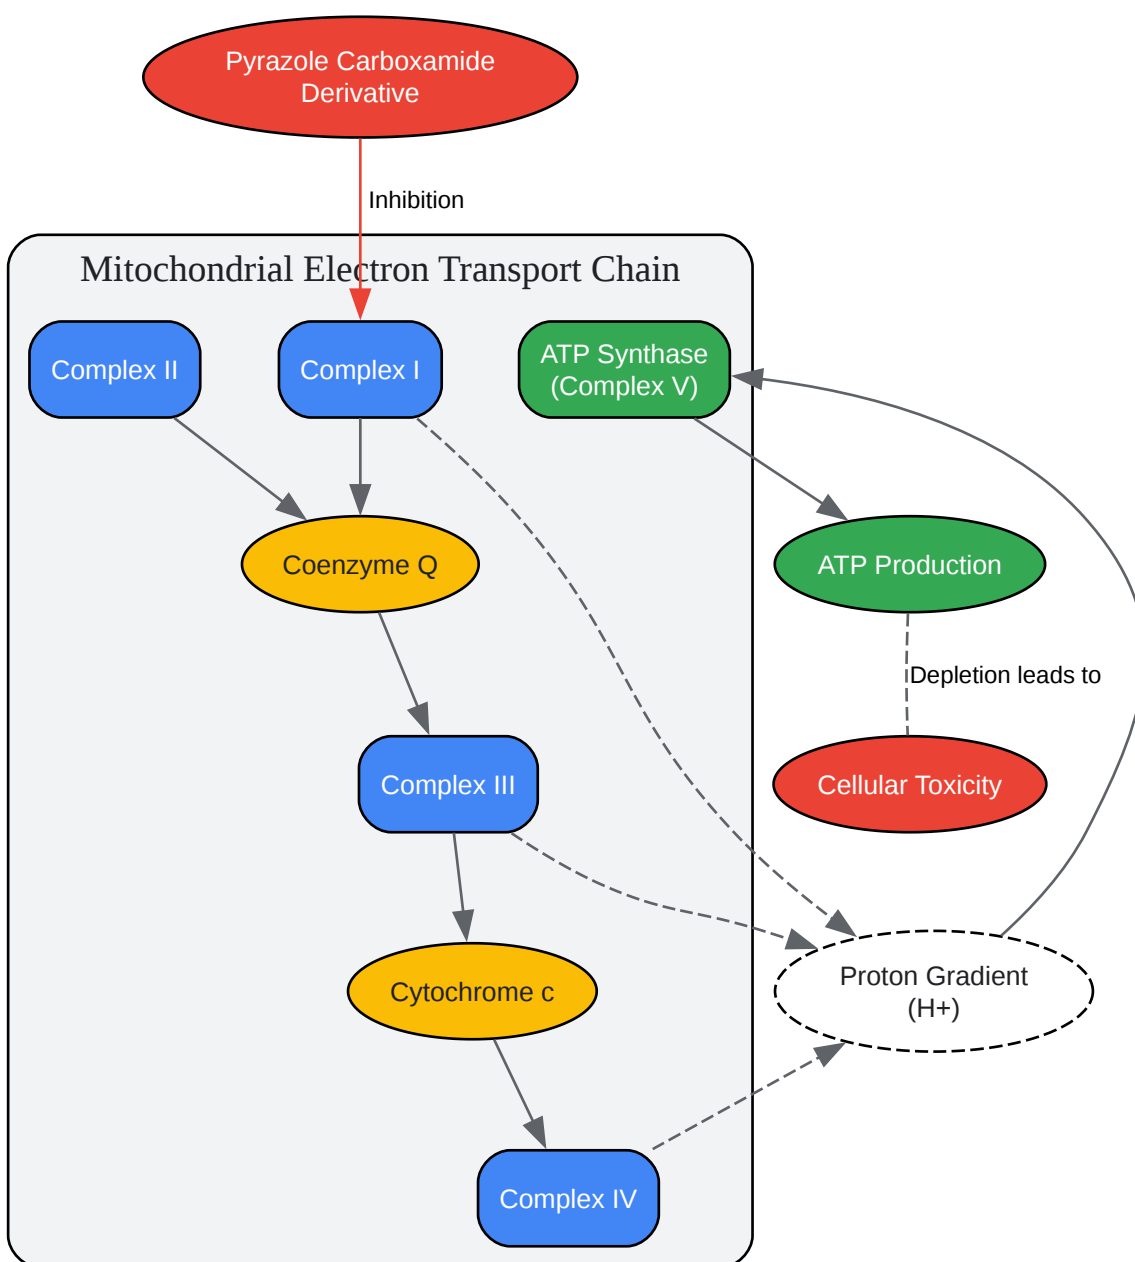 Pyrazole Carboxamide
Derivative
Inhibition
Mitochondrial Electron Transport Chain
Complex II
Complex I
ATP Synthase
(Complex V)
Coenzyme Q
ATP Production
Depletion leads to
Complex III
Cellular Toxicity
Cytochrome c
Proton Gradient
(H+)
Complex IV